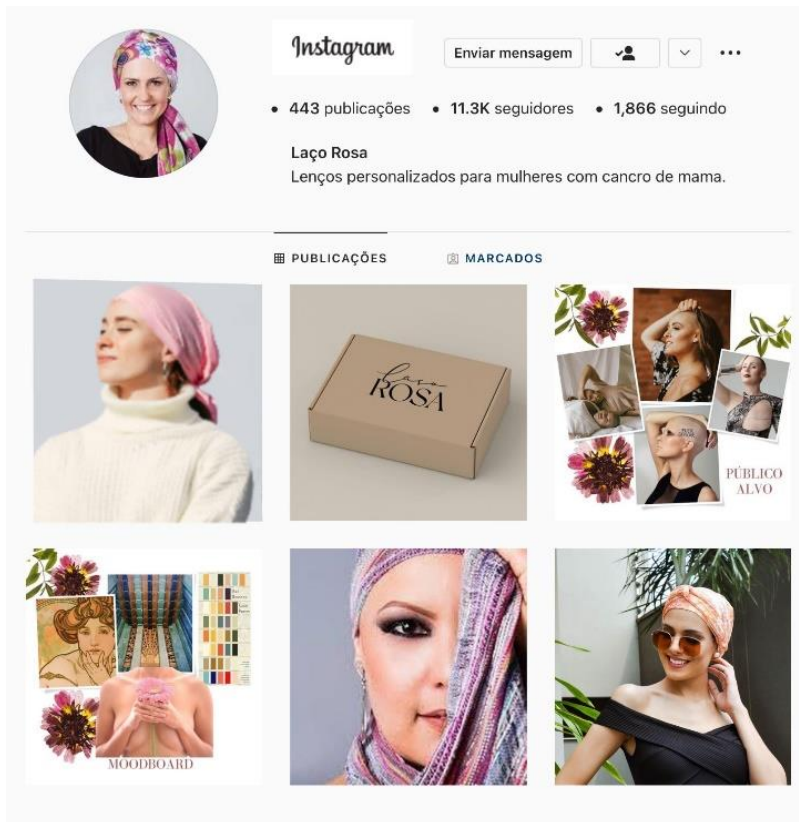 Instagram
Enviar mensagem
443 publicações • 11.3K seguidores • 1,866 seguindo
Laço Rosa
Lenços personalizados para mulheres com cancro de mama.
PUBLICAÇÕES
MARCADOS
laço
ROSA
PÚBLICO
ALVO
MOODBOARD